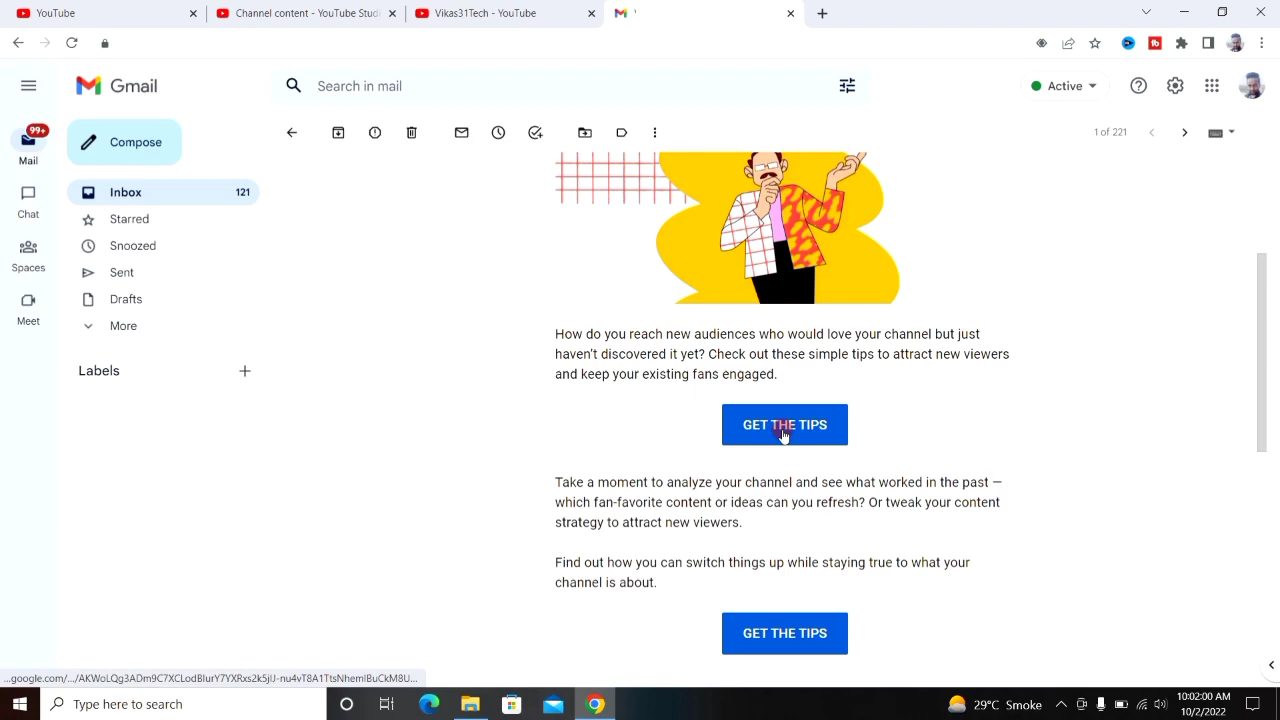 YouTube
Channel content - YouTube Studi
Vikas31Tech - YouTube
Gmail
Search in mail
Active
99+
Mail
Compose
1 of 221
Inbox 121
Chat
Starred
Snoozed
Spaces
Sent
Drafts
Meet
More
Labels
How do you reach new audiences who would love your channel but just
haven't discovered it yet? Check out these simple tips to attract new viewers
and keep your existing fans engaged.
GET THE TIPS
Take a moment to analyze your channel and see what worked in the past —
which fan-favorite content or ideas can you refresh? Or tweak your content
strategy to attract new viewers.
Find out how you can switch things up while staying true to what your
channel is about.
GET THE TIPS
Type here to search
29°C Smoke
10:02:00 AM
10/2/2022